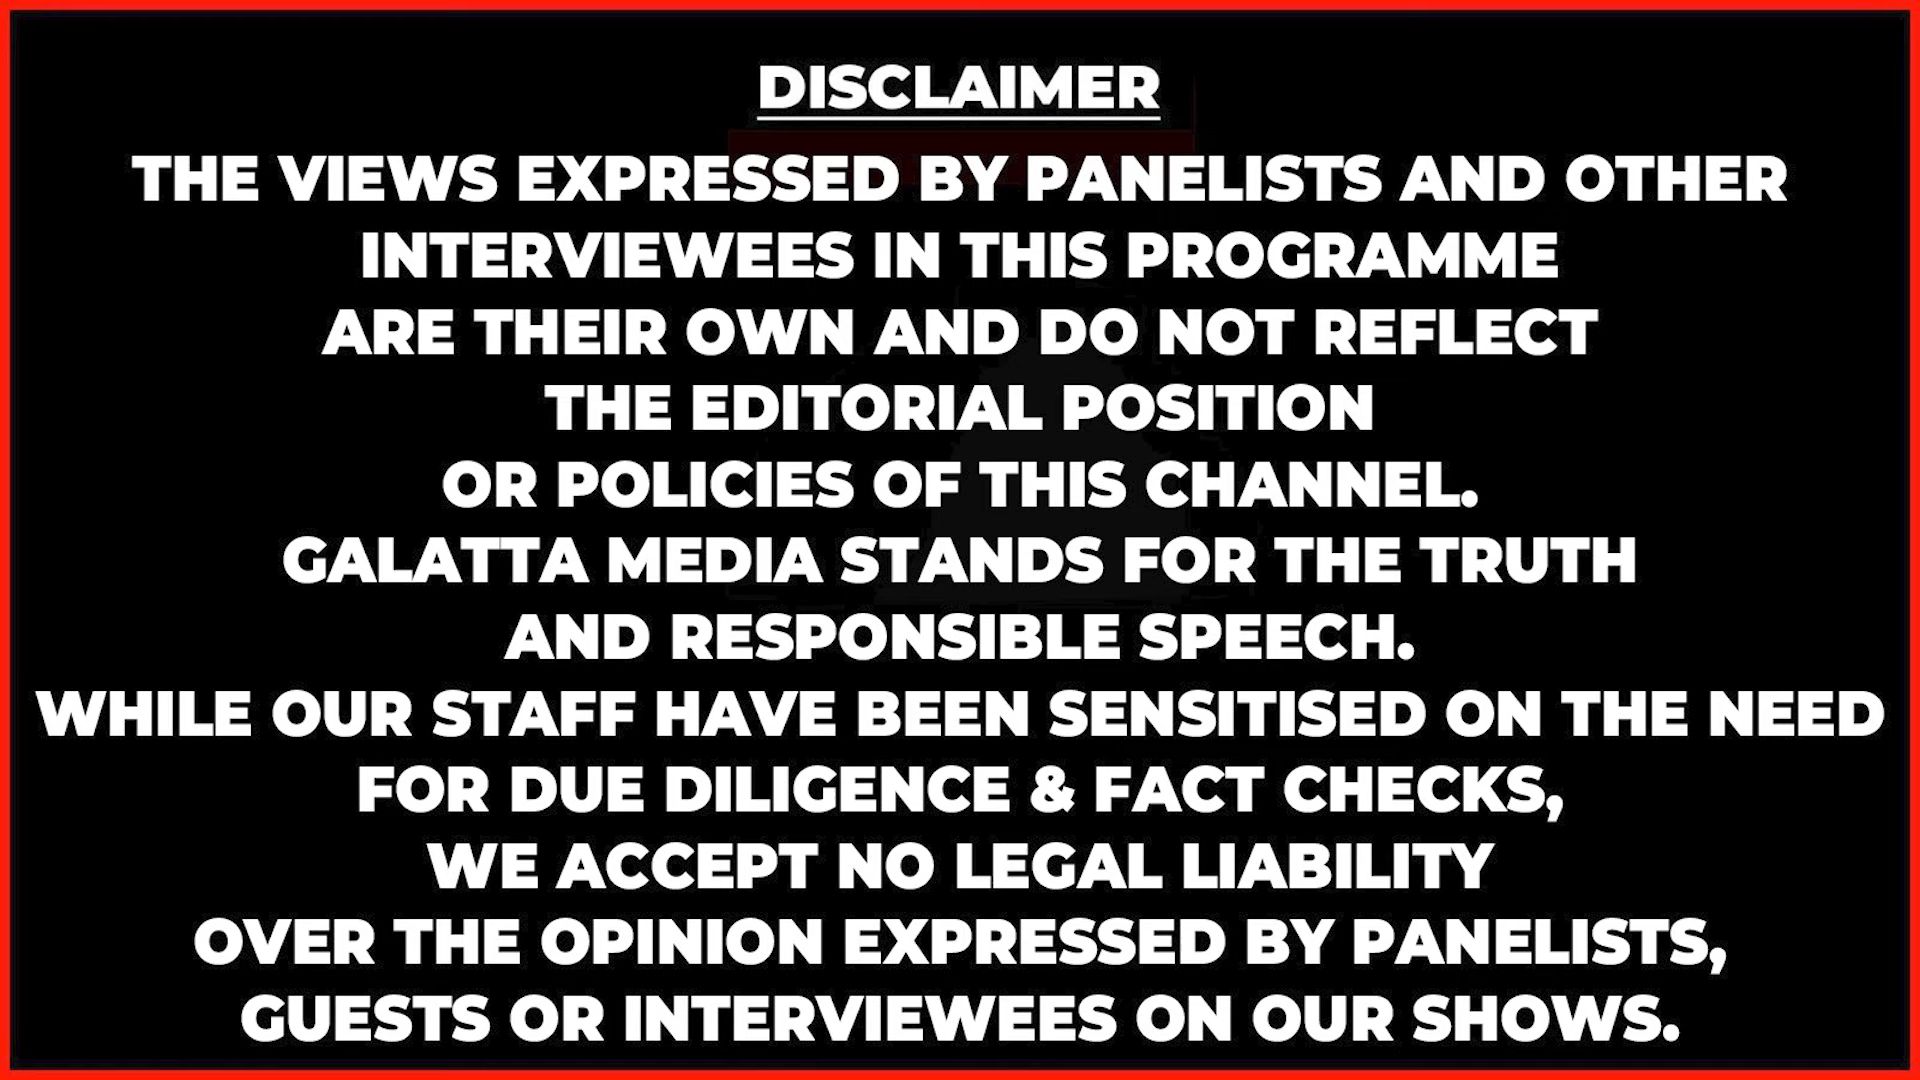 DISCLAIMER
THE VIEWS EXPRESSED BY PANELISTS AND OTHER
INTERVIEWEES IN THIS PROGRAMME
ARE THEIR OWN AND DO NOT REFLECT
THE EDITORIAL POSITION
OR POLICIES OF THIS CHANNEL.
GALATTA MEDIA STANDS FOR THE TRUTH
AND RESPONSIBLE SPEECH.
WHILE OUR STAFF HAVE BEEN SENSITISED ON THE NEED
FOR DUE DILIGENCE & FACT CHECKS,
WE ACCEPT NO LEGAL LIABILITY
OVER THE OPINION EXPRESSED BY PANELISTS,
GUESTS OR INTERVIEWEES ON OUR SHOWS.